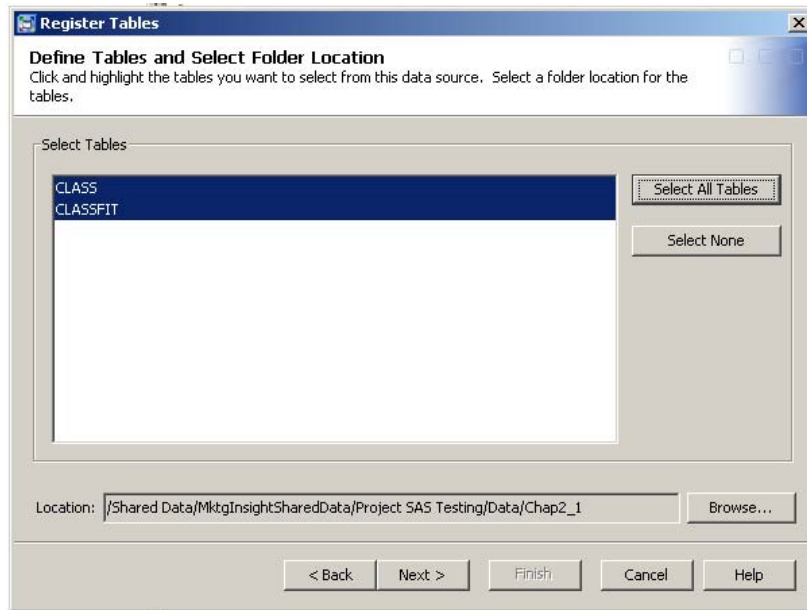 Register Tables
Define Tables and Select Folder Location
Click and highlight the tables you want to select from this data source. Select a folder location for the
tables.
Select Tables
CLASS
CLASSFIT
Select All Tables
Select None
Location: /Shared Data/MktgInsightSharedData/Project SAS Testing/Data/Chap2_1 Browse...
< Back Next > Finish Cancel Help